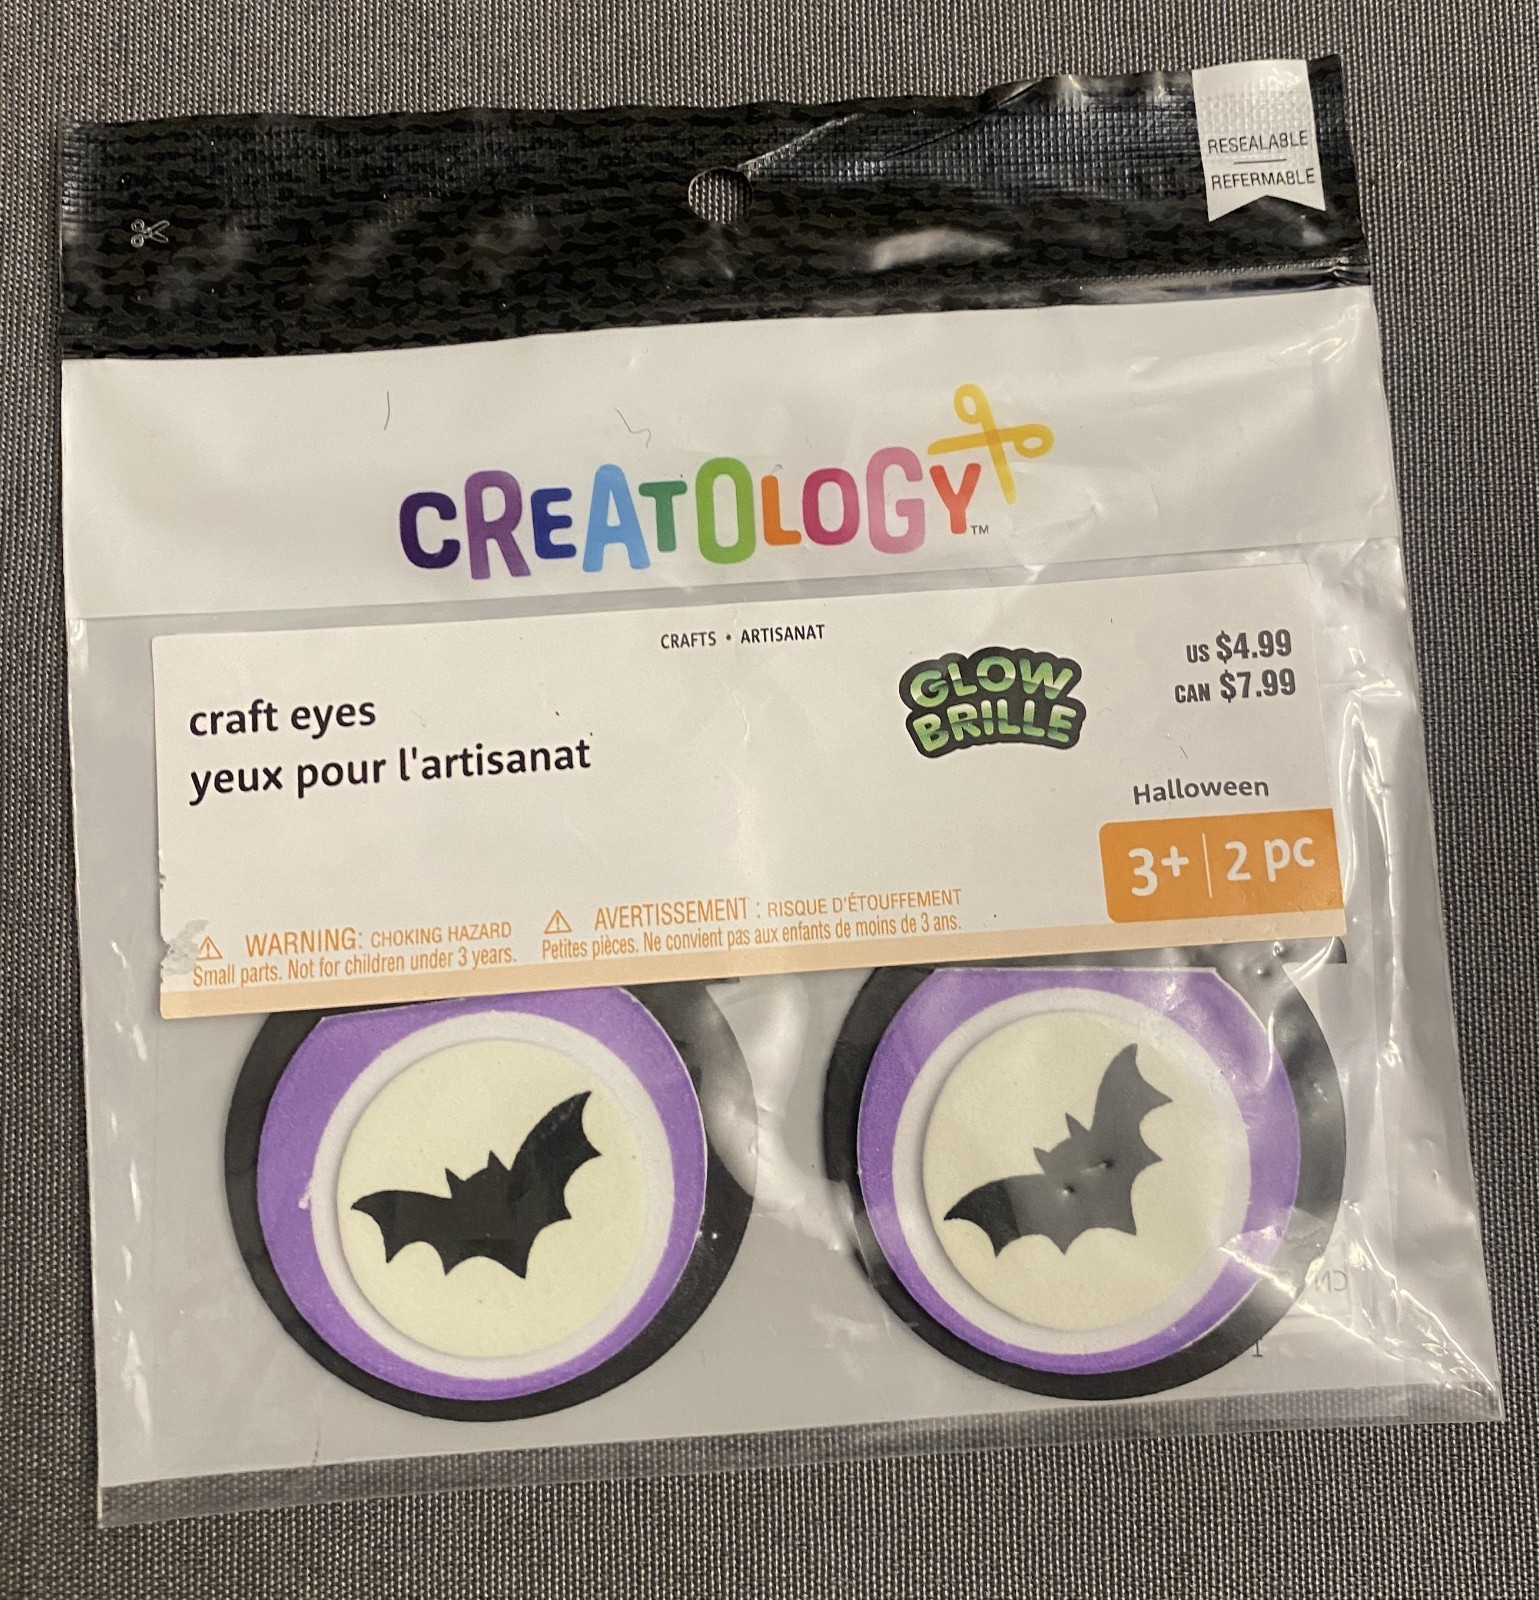 RESEALABLE
REFERMABLE
CREATOLOGY™
CRAFTS • ARTISANAT
craft eyes
yeux pour l'artisanat
GLOW
BRILLE
US $4.99
CAN $7.99
Halloween
3+ | 2 pc
⚠ WARNING: CHOKING HAZARD
Small parts. Not for children under 3 years.
⚠ AVERTISSEMENT : RISQUE D'ÉTOUFFEMENT
Petites pièces. Ne convient pas aux enfants de moins de 3 ans.